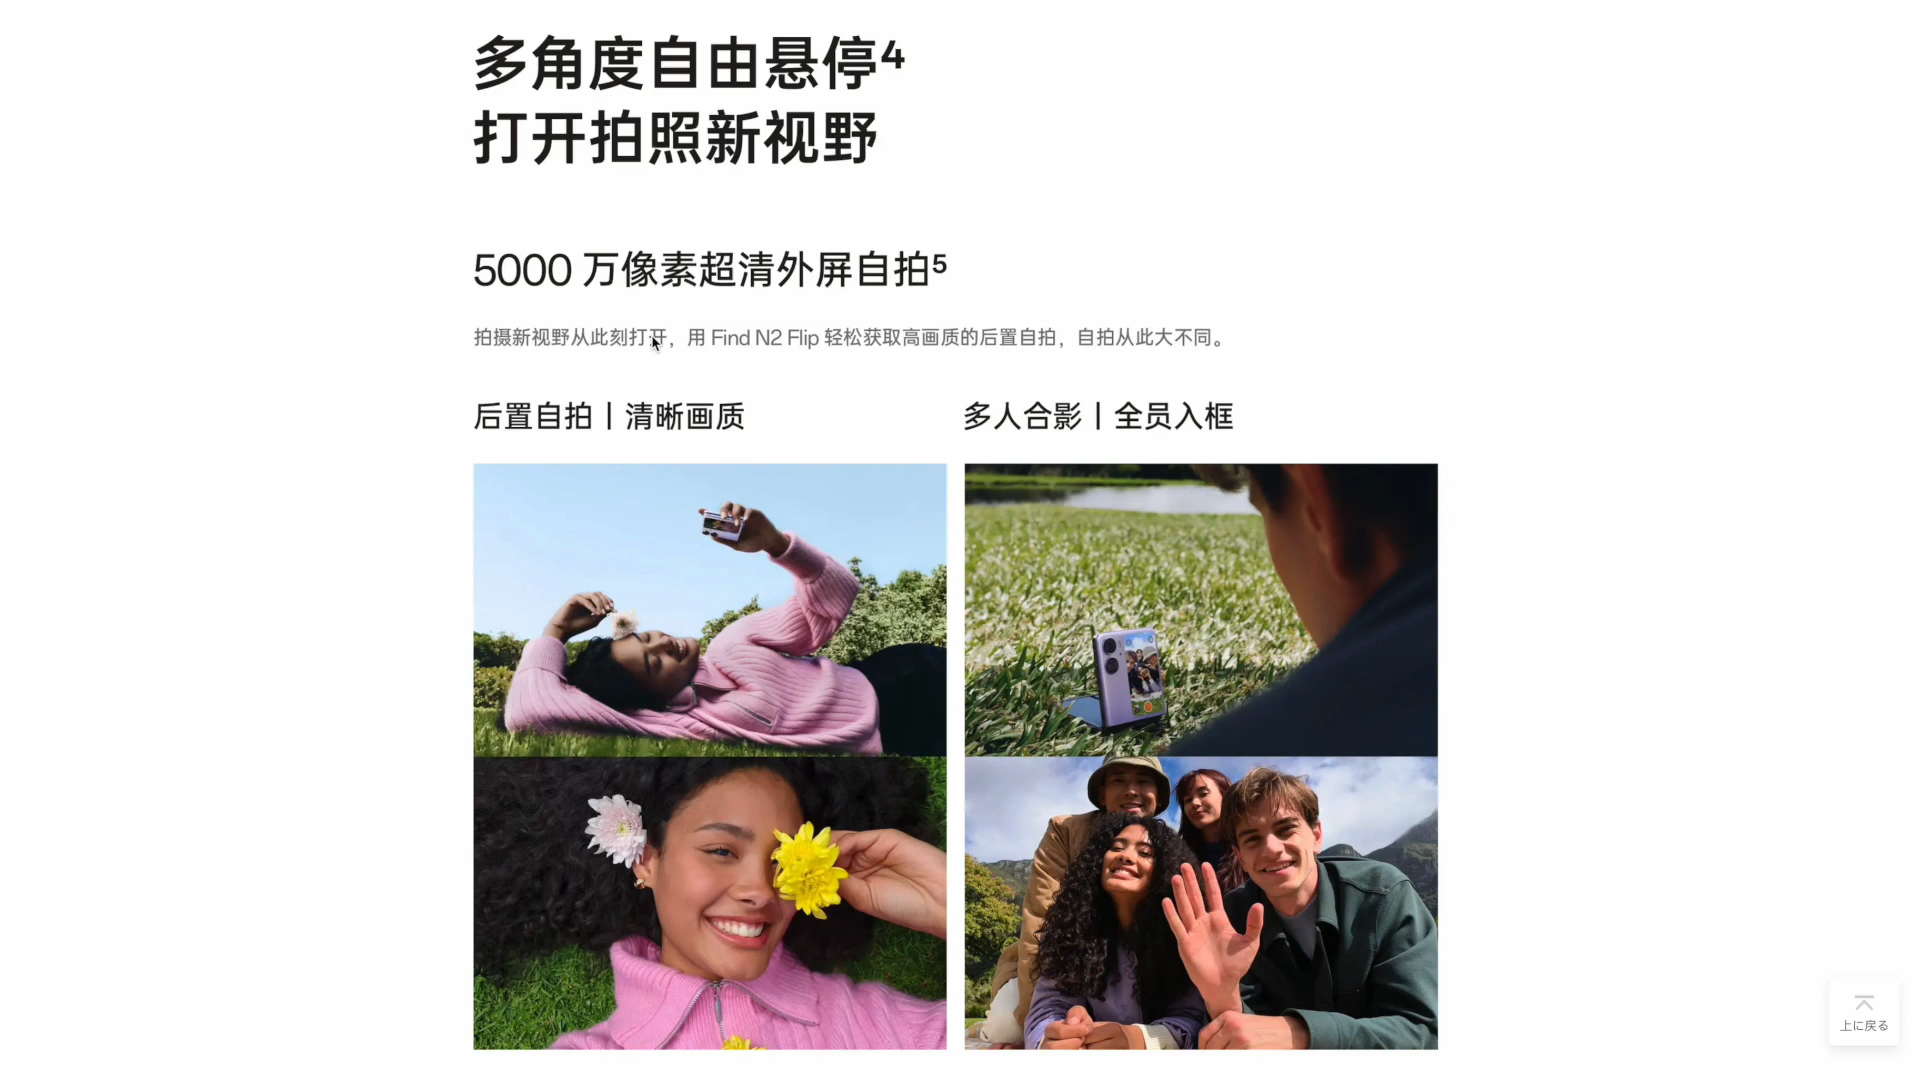 多角度自由悬停4
打开拍照新视野
5000 万像素超清外屏自拍5
拍摄新视野从此刻打开，用 Find N2 Flip 轻松获取高画质的后置自拍，自拍从此大不同。
后置自拍丨清晰画质
多人合影丨全员入框
上に戻る